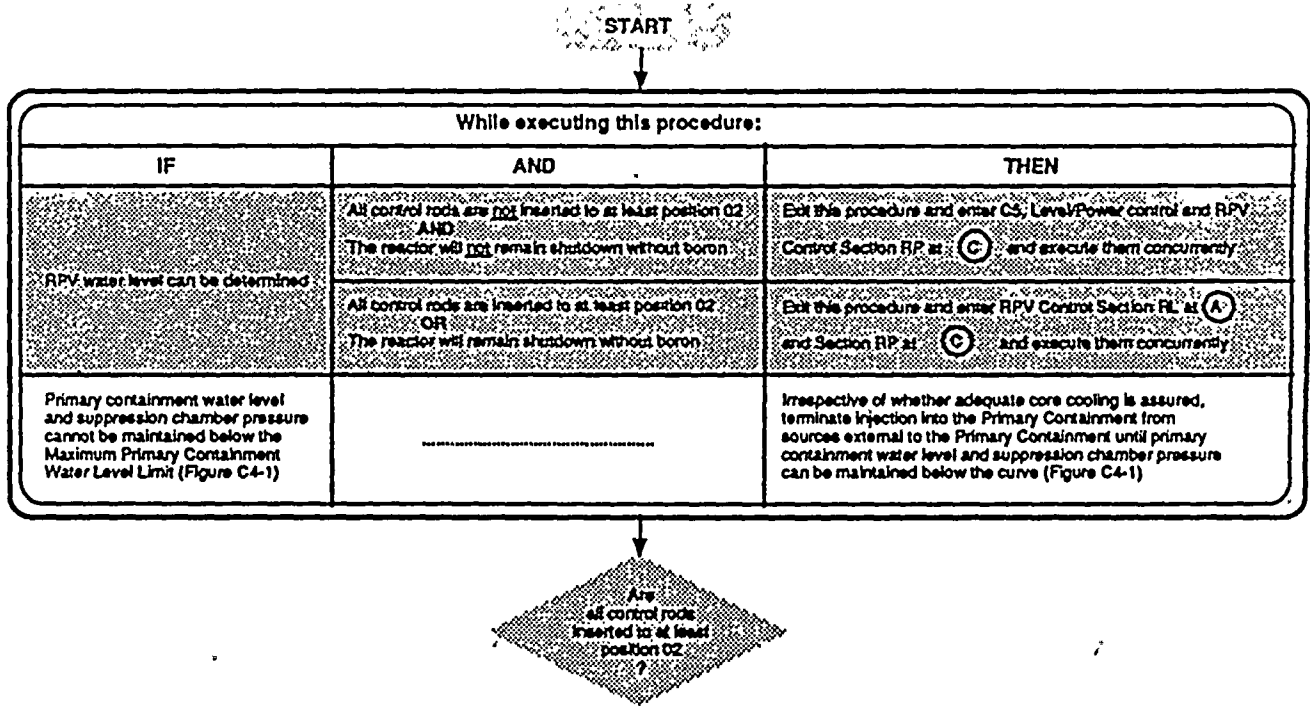 START
While executing this procedure:
IF
AND
THEN
RPV water level can be determined
All control rods are not inserted to at least position 02
AND
The reactor will not remain shutdown without boron
Exit this procedure and enter C5, Level/Power control and RPV
Control Section RP at C and execute them concurrently
All control rods are inserted to at least position 02
OR
The reactor will remain shutdown without boron
Exit this procedure and enter RPV Control Section RL at A
and Section RP at C and execute them concurrently
Primary containment water level
and suppression chamber pressure
cannot be maintained below the
Maximum Primary Containment
Water Level Limit (Figure C4-1)
Irrespective of whether adequate core cooling is assured,
terminate injection into the Primary Containment from
sources external to the Primary Containment until primary
containment water level and suppression chamber pressure
can be maintained below the curve (Figure C4-1)
Are
all control rods
inserted to at least
position 02
?